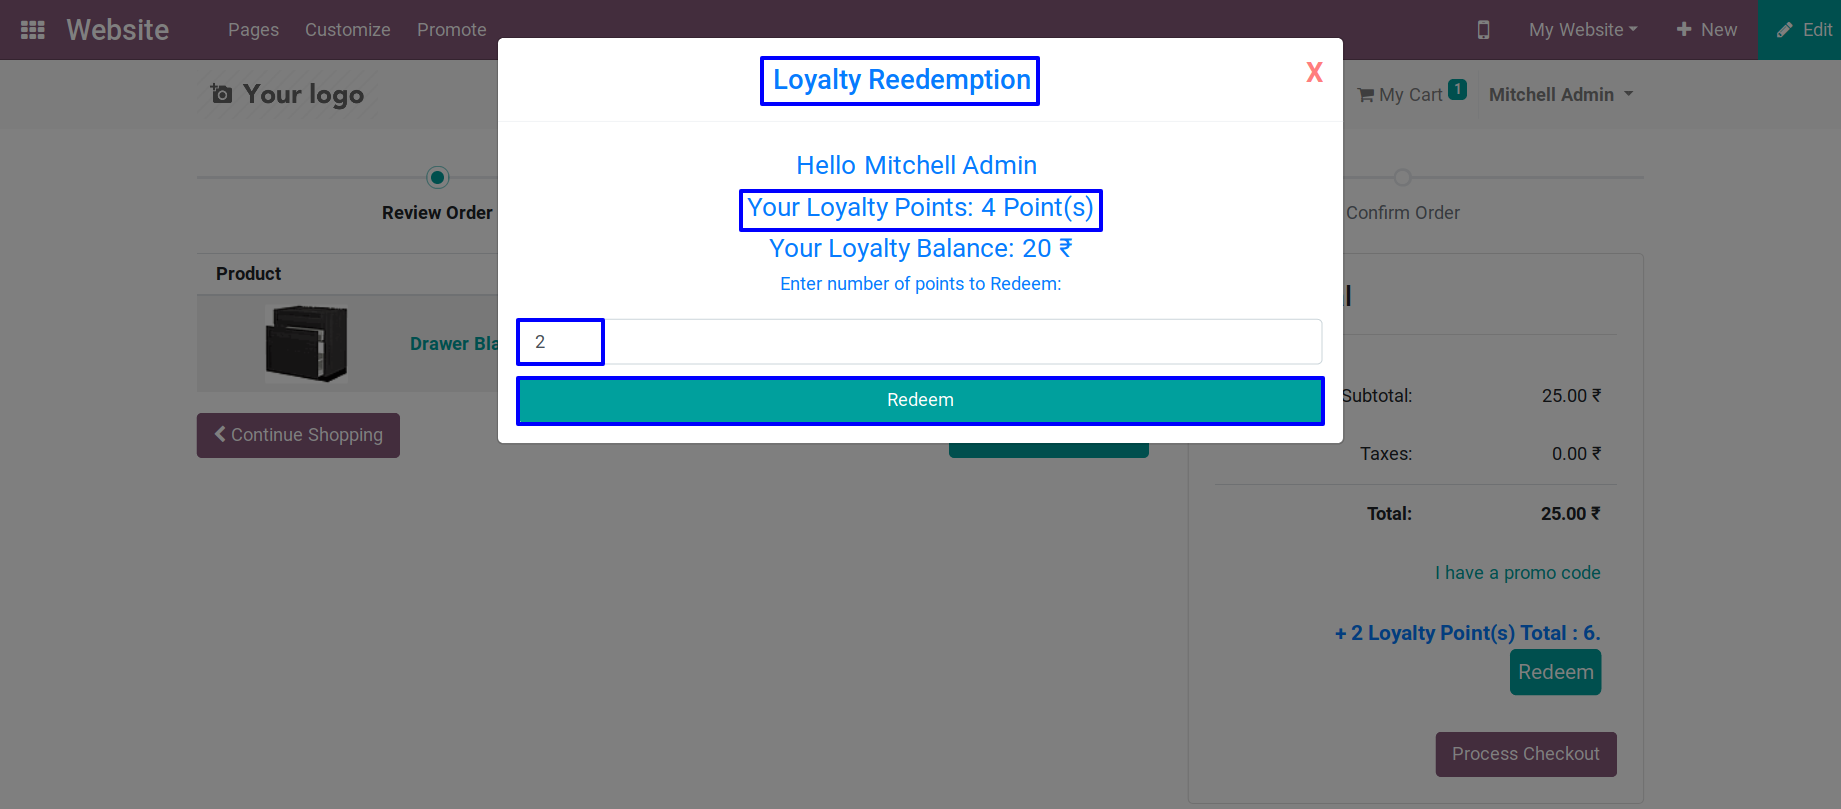 Website
Pages Customize Promote
My Website
New
Edit
Your logo
My Cart 1
Mitchell Admin
Loyalty Reedemption
X
Hello Mitchell Admin
Your Loyalty Points: 4 Point(s)
Your Loyalty Balance: 20 ₹
Enter number of points to Redeem:
2
Redeem
Review Order
Confirm Order
Product
Drawer Bla
Continue Shopping
Subtotal: 25.00 ₹
Taxes: 0.00 ₹
Total: 25.00 ₹
I have a promo code
+ 2 Loyalty Point(s) Total : 6.
Redeem
Process Checkout